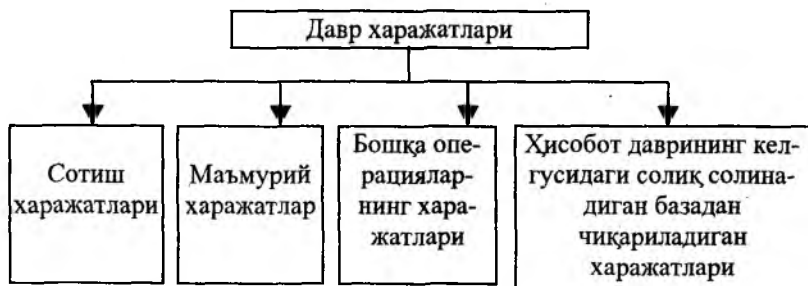 Давр харажатлари
Сотиш
харажатлари
Маъмурий
харажатлар
Бошқа опе-
рациялар-
нинг хара-
жатлари
Ҳисобот даврининг кел-
гусидаги солиқ солина-
диган базадан
чиқариладиган
харажатлари